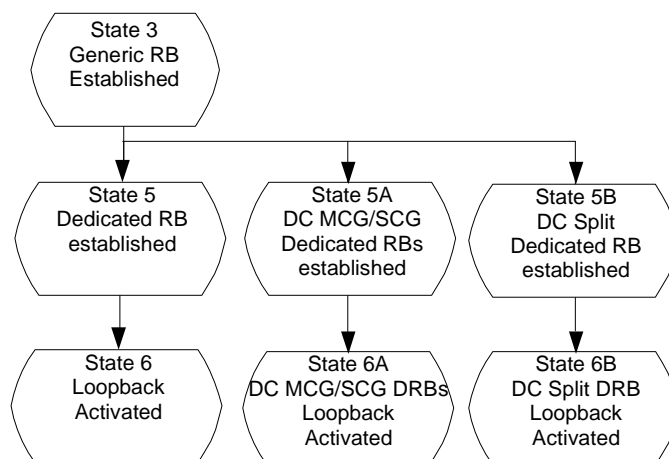 State 3
Generic RB
Established
State 5
Dedicated RB
established
State 5A
DC MCG/SCG
Dedicated RBs
established
State 5B
DC Split
Dedicated RB
established
State 6
Loopback
Activated
State 6A
DC MCG/SCG DRBs
Loopback
Activated
State 6B
DC Split DRB
Loopback
Activated